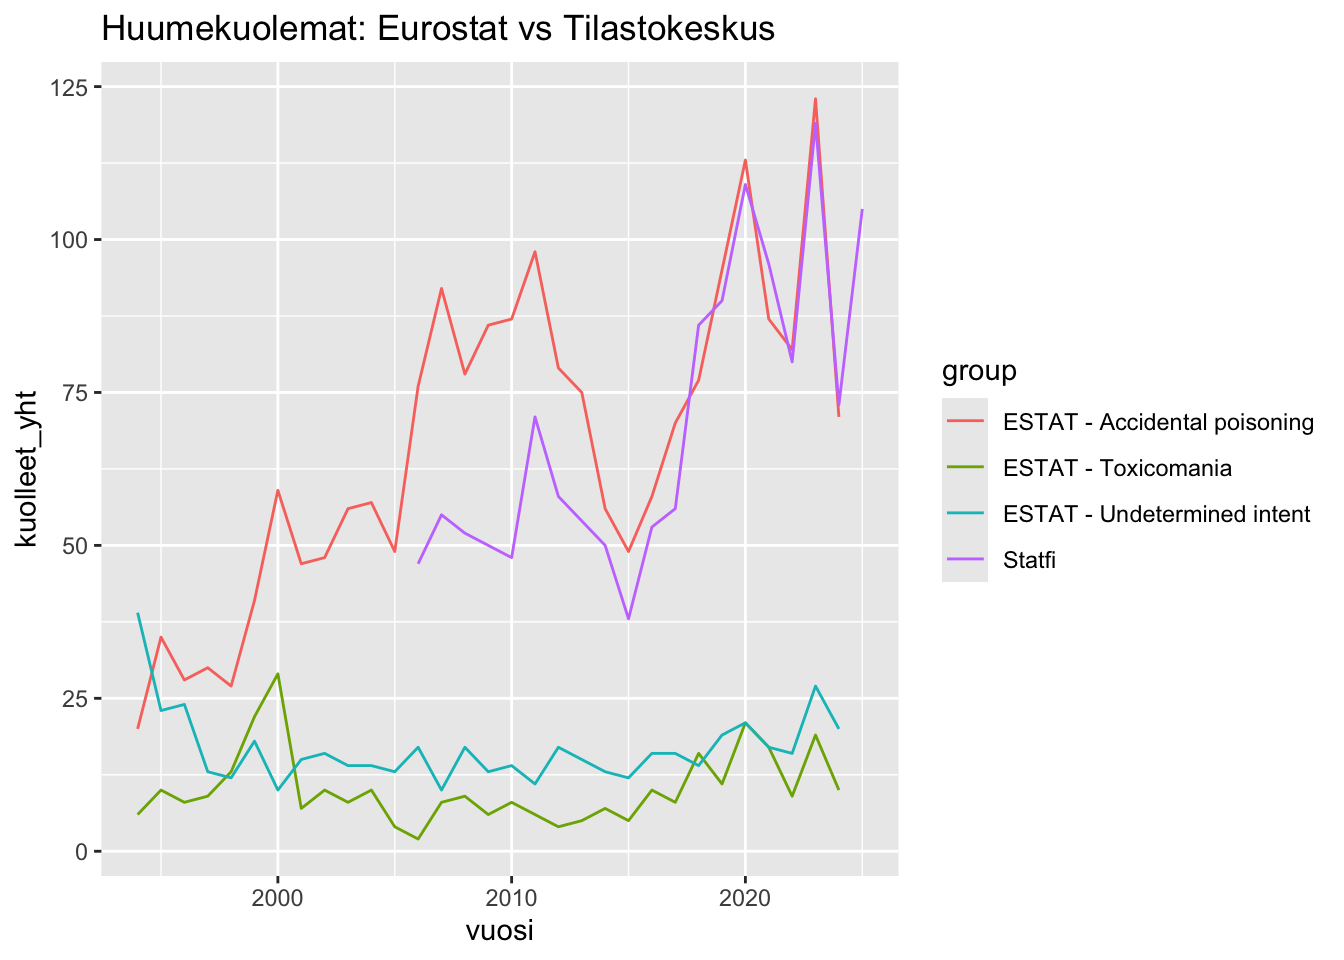 Huumekuolemat: Eurostat vs Tilastokeskus
125
100
75
50
25
0
kuolleet_yht
2000
2010
2020
vuosi
group
ESTAT - Accidental poisoning
ESTAT - Toxicomania
ESTAT - Undetermined intent
Statfi